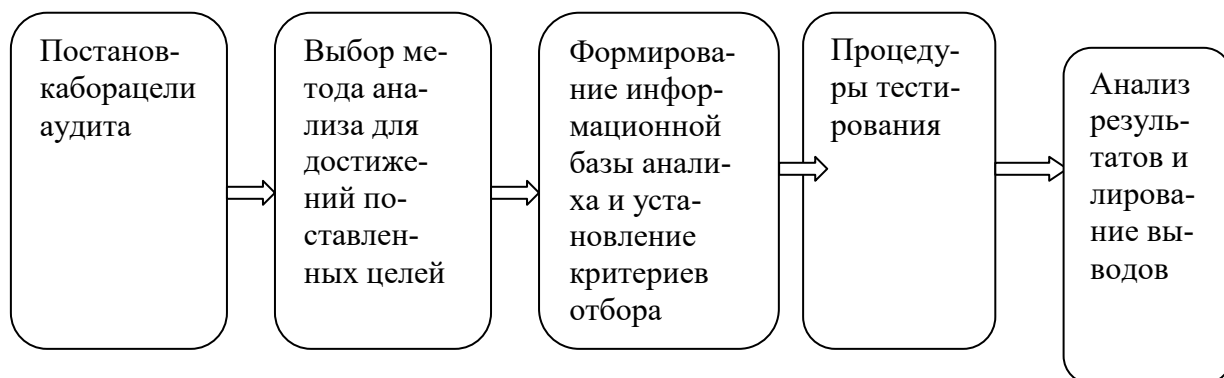 Постанов-
каборацели
аудита
Выбор ме-
тода ана-
лиза для
достиже-
ний по-
ставлен-
ных целей
Формирова-
ние инфор-
мационной
базы анали-
ха и уста-
новление
критериев
отбора
Процеду-
ры тести-
рования
Анализ
резуль-
татов и
лирова-
ние вы-
водов